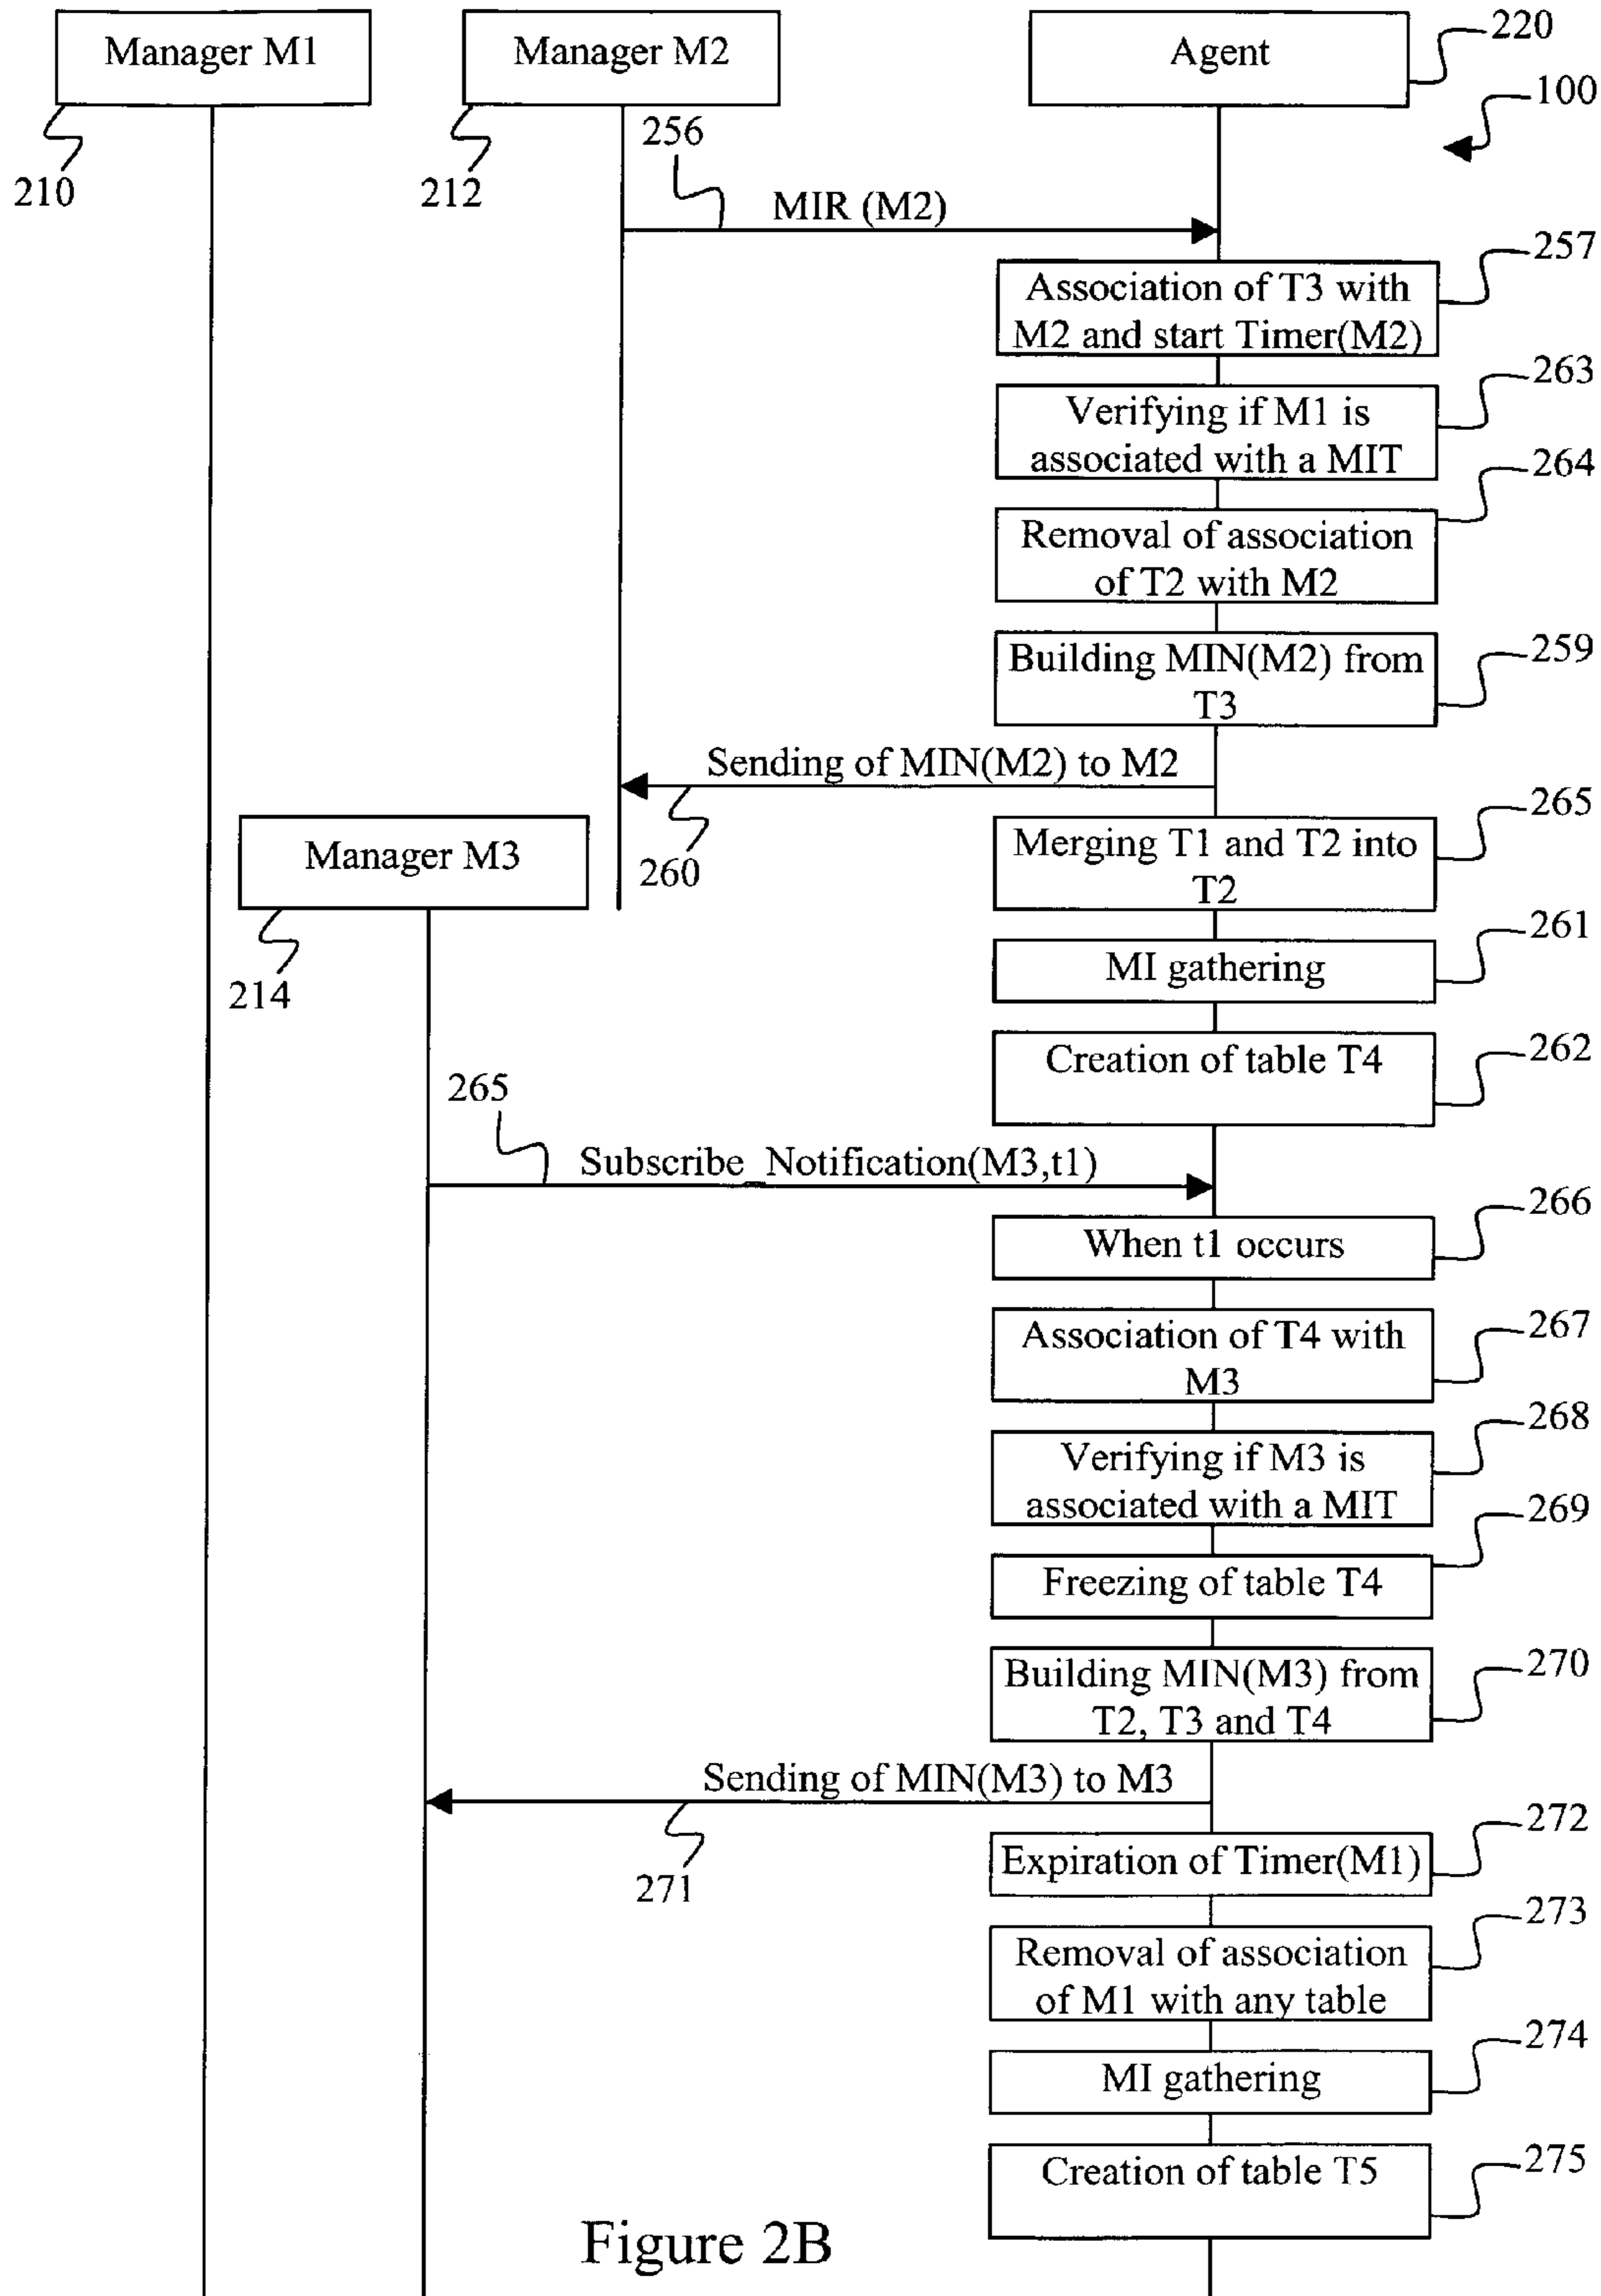 Manager M1
Manager M2
Agent
220
100
210
212
256
MIR (M2)
257
Association of T3 with
M2 and start Timer(M2)
263
Verifying if M1 is
associated with a MIT
264
Removal of association
of T2 with M2
259
Building MIN(M2) from
T3
Sending of MIN(M2) to M2
260
265
Merging T1 and T2 into
T2
Manager M3
214
261
MI gathering
262
Creation of table T4
265
Subscribe_Notification(M3,t1)
266
When t1 occurs
267
Association of T4 with
M3
268
Verifying if M3 is
associated with a MIT
269
Freezing of table T4
270
Building MIN(M3) from
T2, T3 and T4
Sending of MIN(M3) to M3
271
272
Expiration of Timer(M1)
273
Removal of association
of M1 with any table
274
MI gathering
275
Creation of table T5
Figure 2B